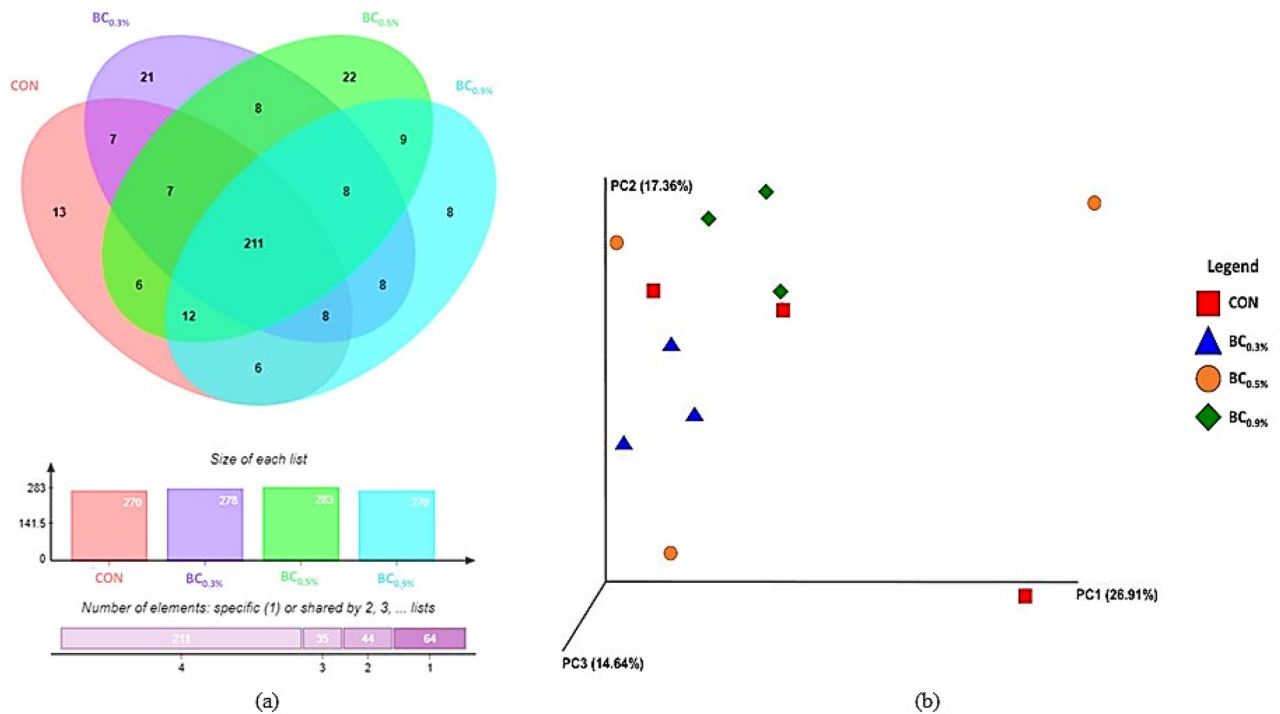 BC0.3%
BC0.5%
CON
BC0.9%
21
22
8
7
9
7
8
13
8
211
6
8
12
8
6
Size of each list
283
141.5
0
270
278
283
270
CON
BC0.3%
BC0.5%
BC0.9%
Number of elements: specific (1) or shared by 2, 3, ... lists
211
35
44
64
4
3
2
1
(a)
PC2 (17.36%)
PC1 (26.91%)
PC3 (14.64%)
Legend
CON
BC0.3%
BC0.5%
BC0.9%
(b)